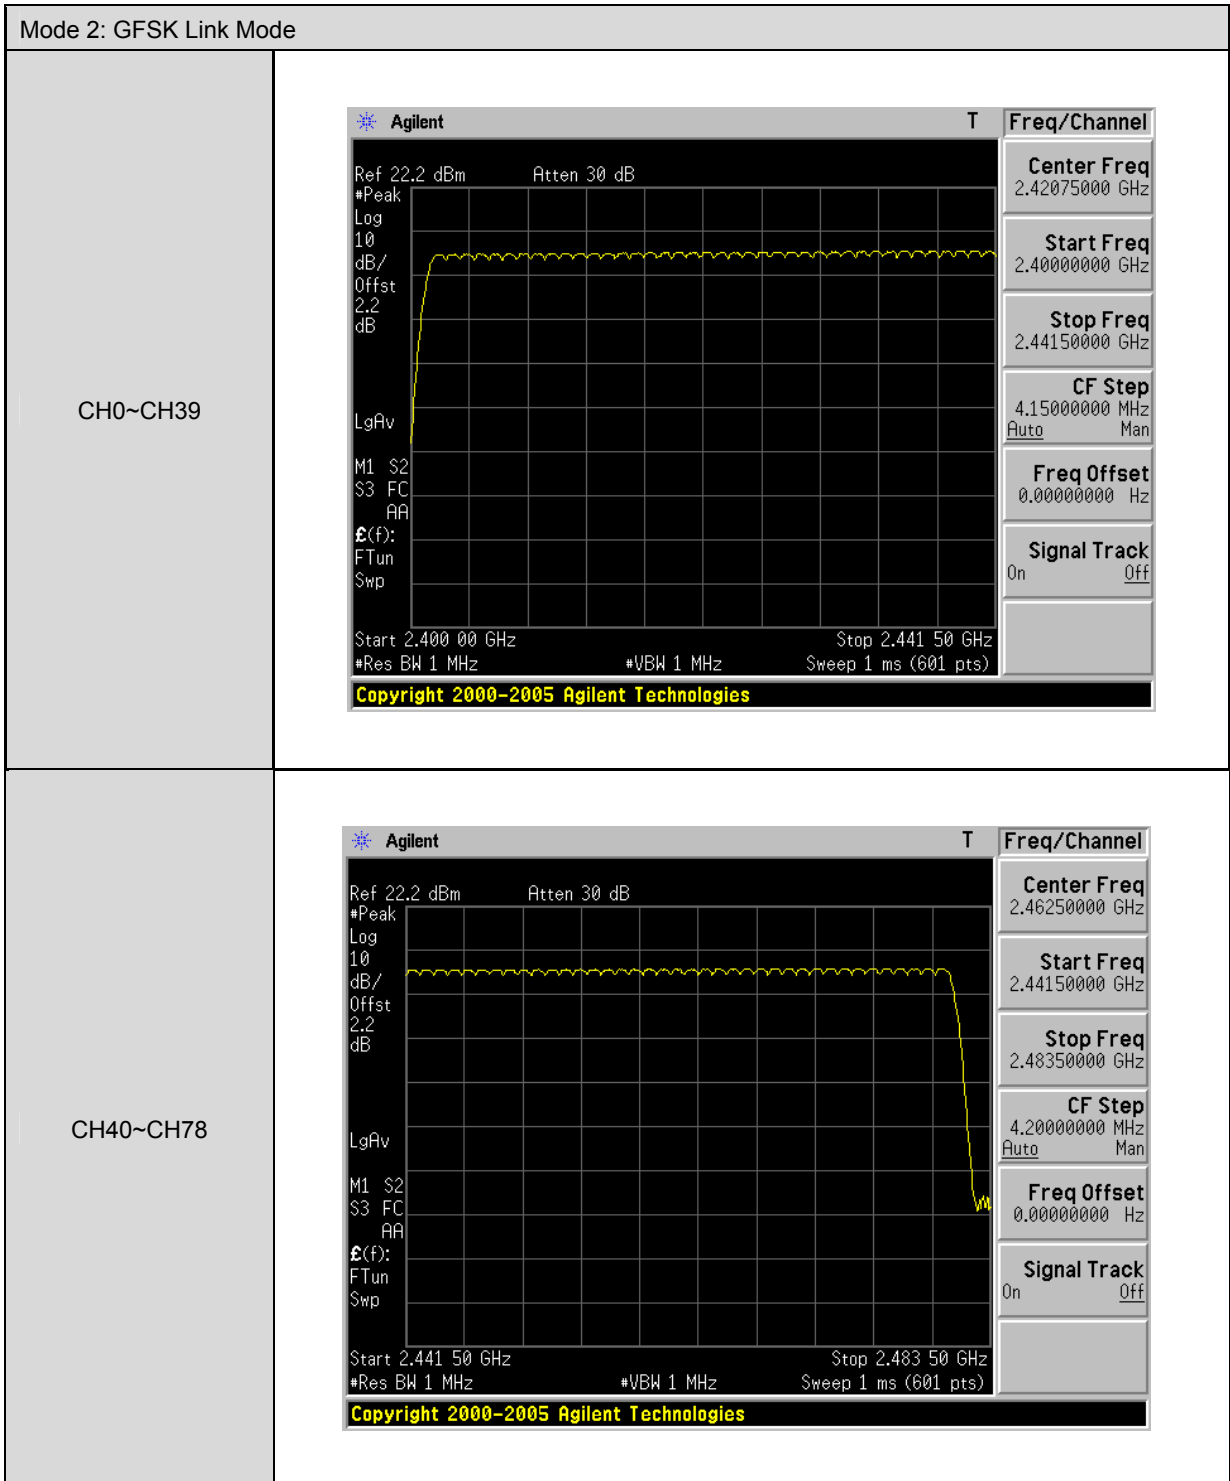 Mode 2: GFSK Link Mode
CH0~CH39
Agilent T Freq/Channel
Ref 22.2 dBm Atten 30 dB
#Peak
Log
10
dB/
Offst
2.2
dB
LgAv
M1 S2
S3 FC
AA
£(f):
FTun
Swp
Start 2.400 00 GHz Stop 2.441 50 GHz
#Res BW 1 MHz #VBW 1 MHz Sweep 1 ms (601 pts)
Copyright 2000-2005 Agilent Technologies
Center Freq
2.42075000 GHz
Start Freq
2.40000000 GHz
Stop Freq
2.44150000 GHz
CF Step
4.15000000 MHz
Auto Man
Freq Offset
0.00000000 Hz
Signal Track
On Off
CH40~CH78
Agilent T Freq/Channel
Ref 22.2 dBm Atten 30 dB
#Peak
Log
10
dB/
Offst
2.2
dB
LgAv
M1 S2
S3 FC
AA
£(f):
FTun
Swp
Start 2.441 50 GHz Stop 2.483 50 GHz
#Res BW 1 MHz #VBW 1 MHz Sweep 1 ms (601 pts)
Copyright 2000-2005 Agilent Technologies
Center Freq
2.46250000 GHz
Start Freq
2.44150000 GHz
Stop Freq
2.48350000 GHz
CF Step
4.20000000 MHz
Auto Man
Freq Offset
0.00000000 Hz
Signal Track
On Off